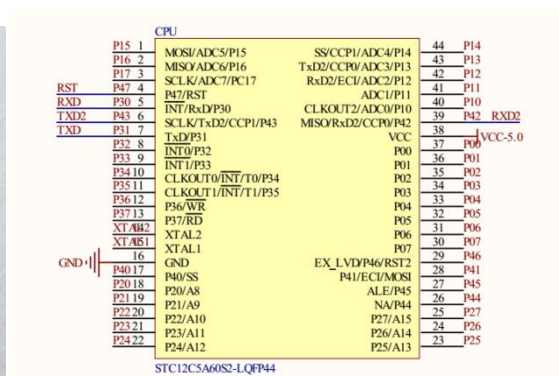 CPU
P15 1 MOSI/ADC5/P15 SS/CCP1/ADC4/P14 44 P14
P16 2 MISO/ADC6/P16 TxD2/CCP0/ADC3/P13 43 P13
P17 3 SCLK/ADC7/PC17 RxD2/ECI/ADC2/P12 42 P12
RST P47 4 P47/RST ADC1/P11 41 P11
RXD P30 5 INT/RxD/P30 CLKOUT2/ADC0/P10 40 P10
TXD2 P43 6 SCLK/TxD2/CCP1/P43 MISO/RxD2/CCP0/P42 39 P42 RXD2
TXD P31 7 TxD/P31 VCC 38 VCC-5.0
P32 8 INT0/P32 P00 37 P00
P33 9 INT1/P33 P01 36 P01
P34 10 CLKOUT0/INT/T0/P34 P02 35 P02
P35 11 CLKOUT1/INT/T1/P35 P03 34 P03
P36 12 P36/WR P04 33 P04
P37 13 P37/RD P05 32 P05
XTAL2 P06 31 P06
XTAL1 P07 30 P07
GND 16 GND EX_LVD/P46/RST2 29 P46
P40 17 P40/SS P41/ECI/MOSI 28 P41
P20 18 P20/A8 ALE/P45 27 P45
P21 19 P21/A9 NA/P44 26 P44
P22 20 P22/A10 P27/A15 25 P27
P23 21 P23/A11 P26/A14 24 P26
P24 22 P24/A12 P25/A13 23 P25
STC12C5A60S2-LQFP44